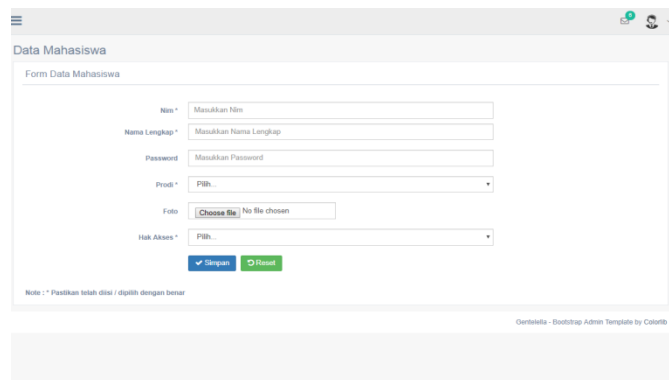 0
Data Mahasiswa
Form Data Mahasiswa
Nim * Masukkan Nim
Nama Lengkap * Masukkan Nama Lengkap
Password Masukkan Password
Prodi * Pilih...
Foto Choose file No file chosen
Hak Akses * Pilih...
Simpan Reset
Note : * Pastikan telah diisi / dipilih dengan benar
Gentelella - Bootstrap Admin Template by Colorlib